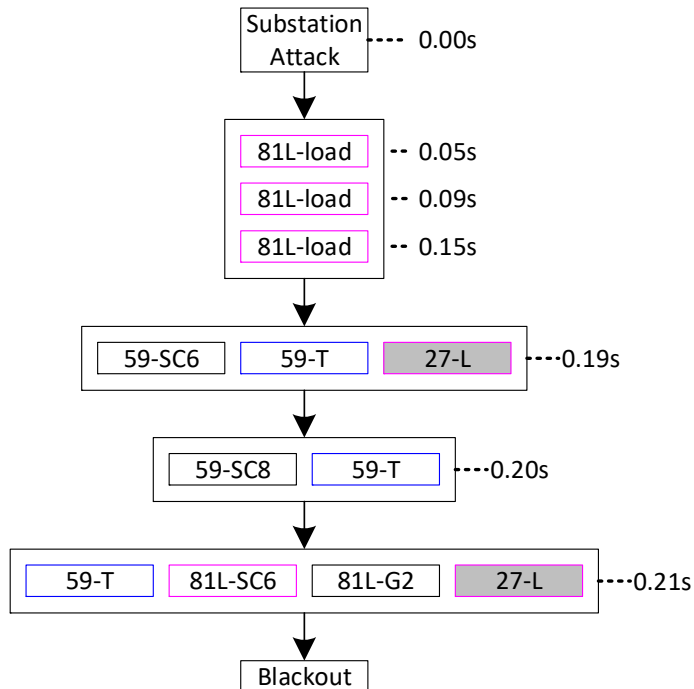 Substation
Attack
0.00s
81L-load
0.05s
81L-load
0.09s
81L-load
0.15s
59-SC6 59-T 27-L 0.19s
59-SC8 59-T 0.20s
59-T 81L-SC6 81L-G2 27-L 0.21s
Blackout